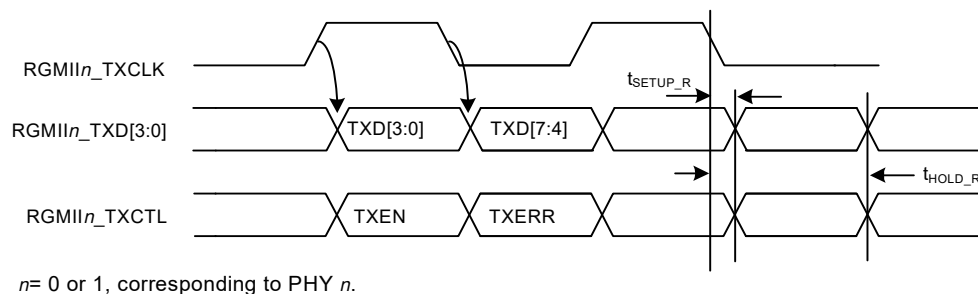 RGMIIn_TXCLK
tSETUP_R
RGMIIn_TXD[3:0]
TXD[3:0]
TXD[7:4]
tHOLD_R
RGMIIn_TXCTL
TXEN
TXERR
n= 0 or 1, corresponding to PHY n.